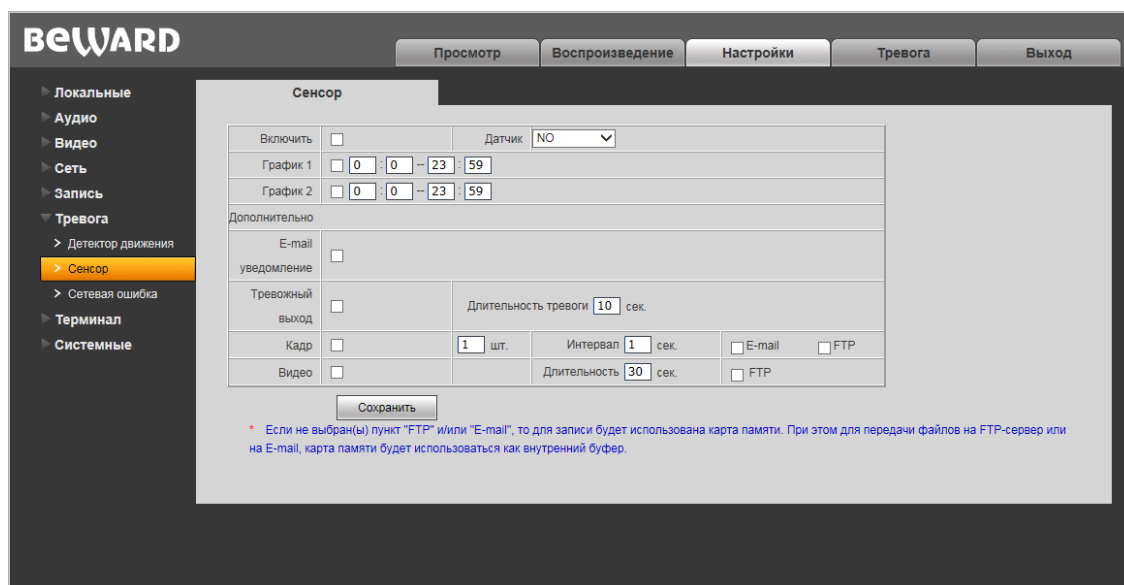 BEWARD
Просмотр Воспроизведение Настройки Тревога Выход
Локальные
Аудио
Видео
Сеть
Запись
Тревога
> Детектор движения
> Сенсор
> Сетевая ошибка
Терминал
Системные
Сенсор
Включить Датчик NO
График 1 0 : 0 -- 23 : 59
График 2 0 : 0 -- 23 : 59
Дополнительно
E-mail
уведомление
Тревожный
выход
Длительность тревоги 10 сек.
Кадр 1 шт. Интервал 1 сек. E-mail FTP
Видео Длительность 30 сек. FTP
Сохранить
* Если не выбран(ы) пункт "FTP" и/или "E-mail", то для записи будет использована карта памяти. При этом для передачи файлов на FTP-сервер или
на E-mail, карта памяти будет использоваться как внутренний буфер.